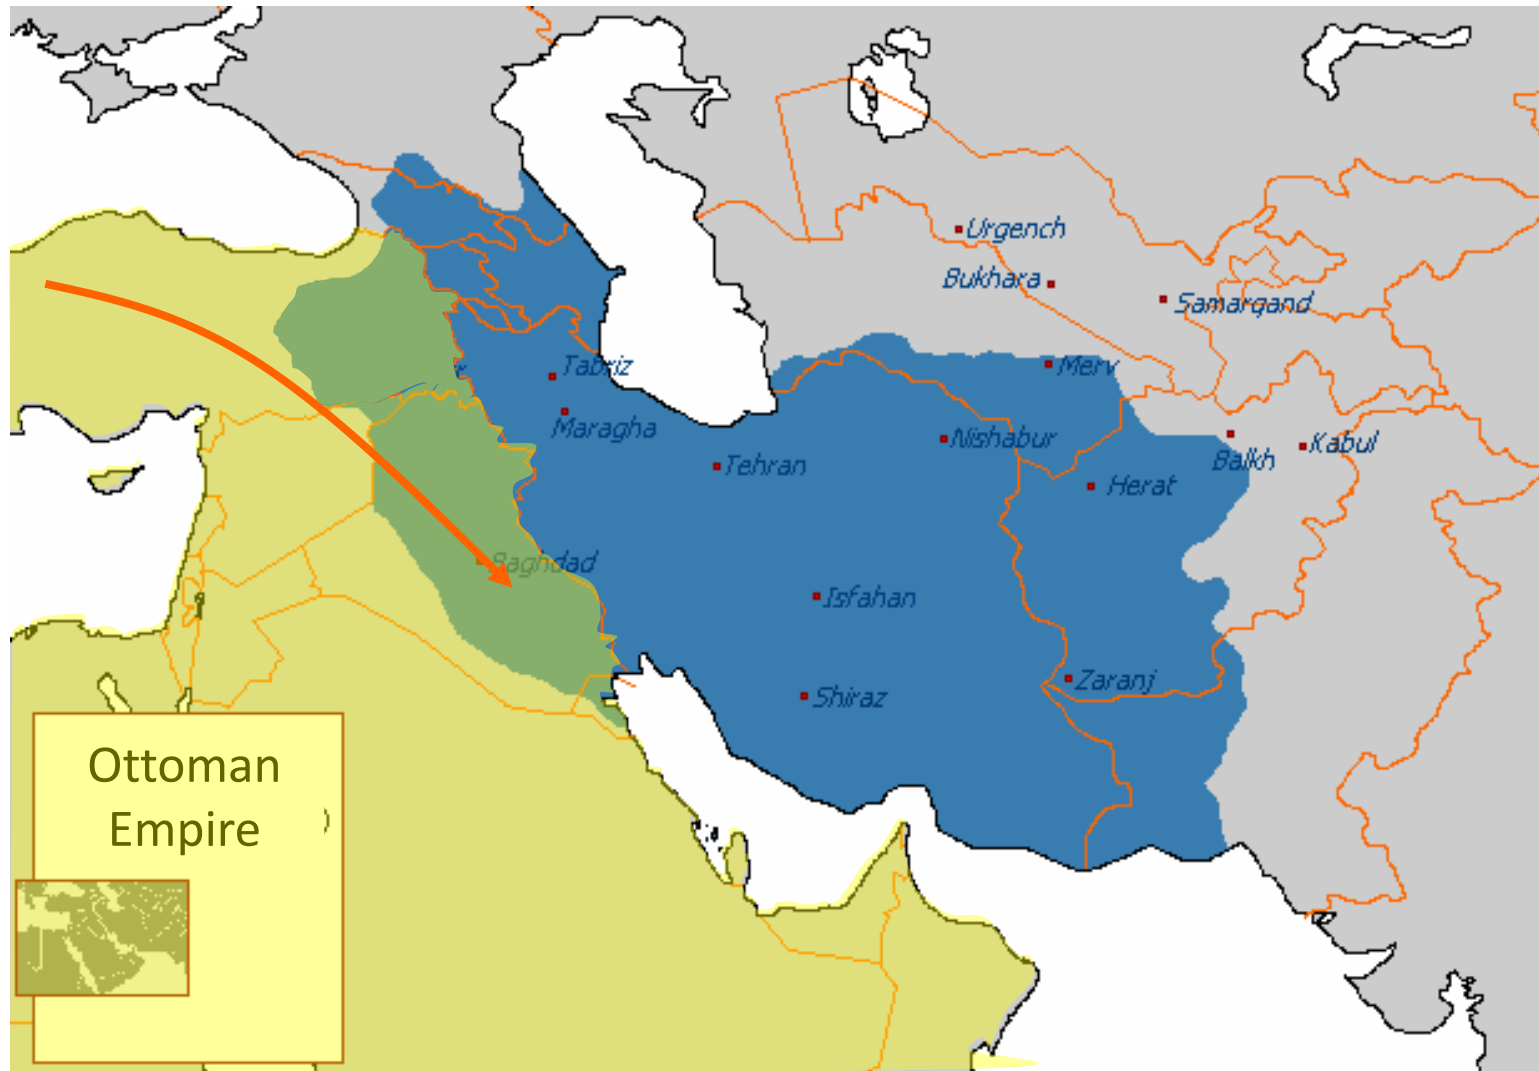 Urgench
Bukhara
Samarqand
Tabriz
Merv
Maragha
Nishabur
Balkh
Kabul
Tehran
Herat
Baghdad
Isfahan
Zaranj
Shiraz
Ottoman
Empire